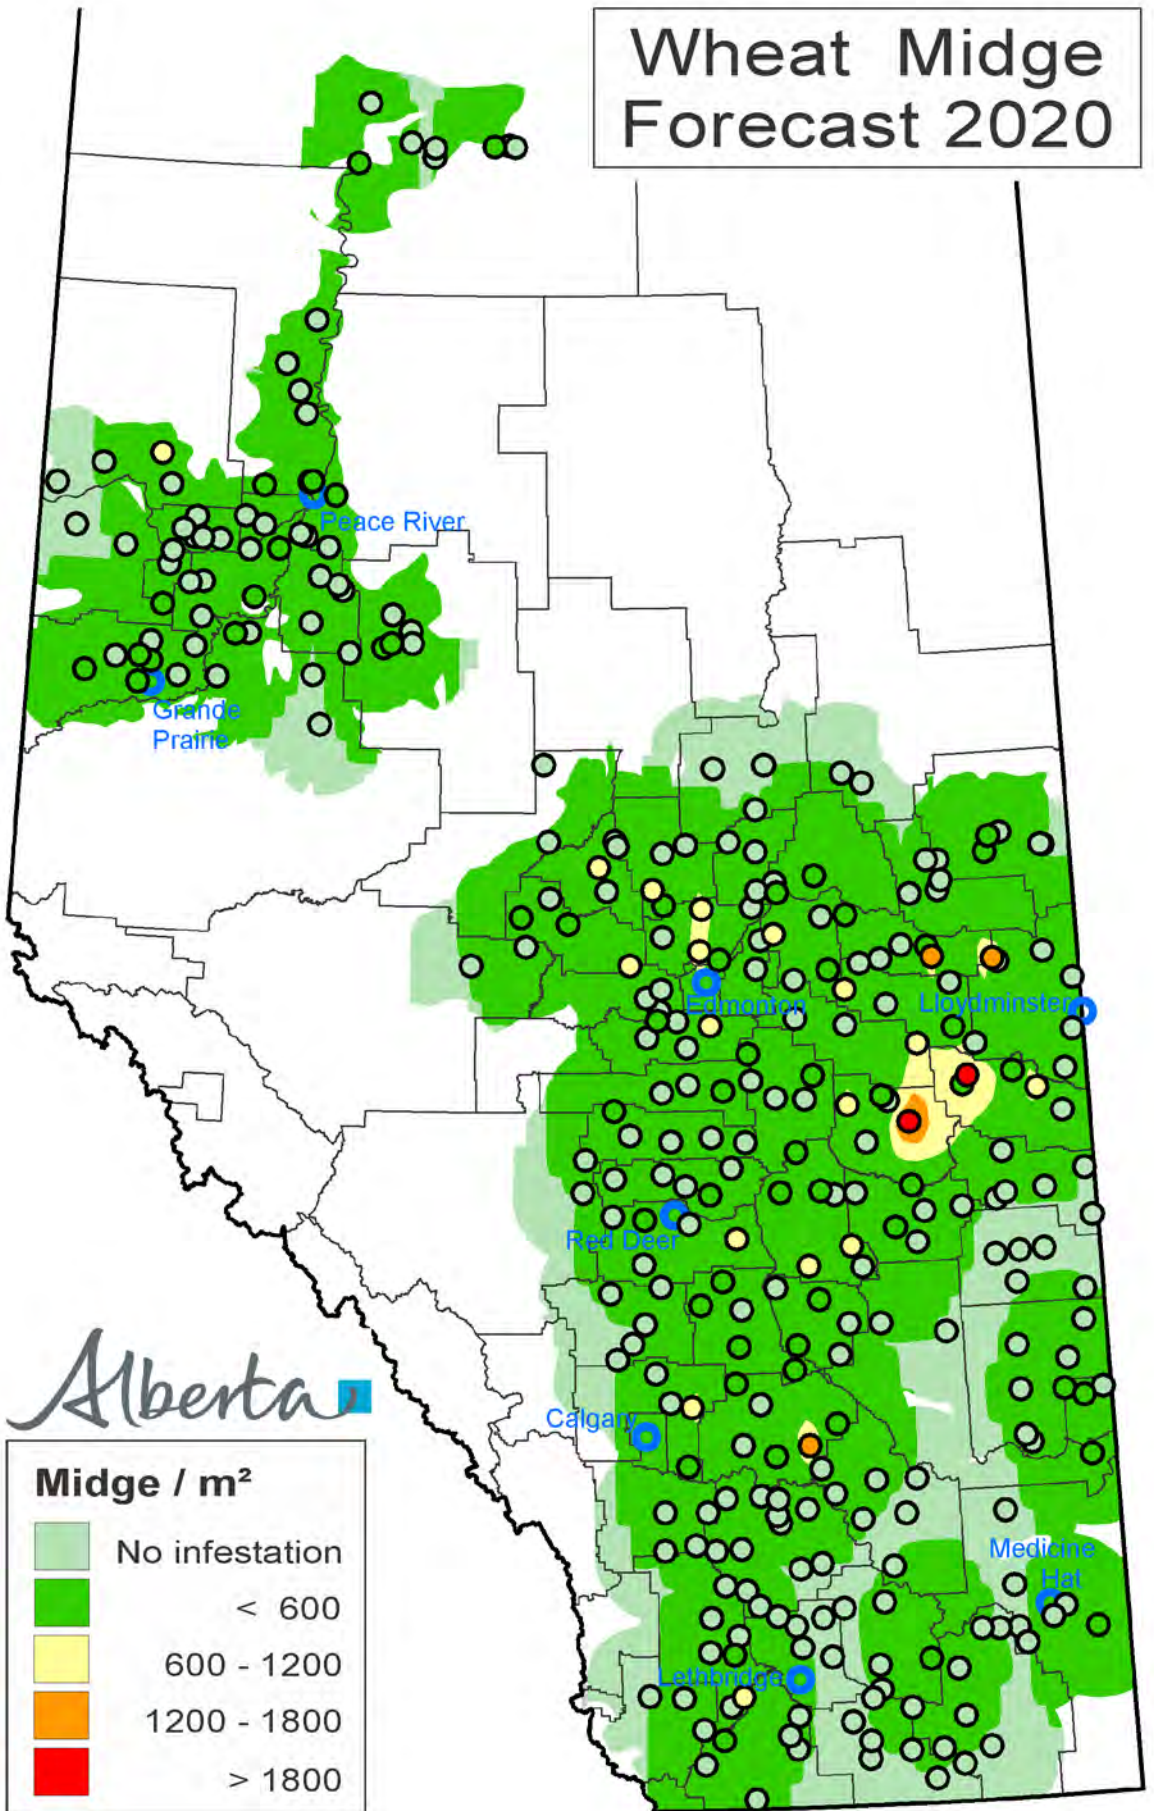 Wheat Midge
Forecast 2020
Peace River
Grande
Prairie
Edmonton
Lloydminster
Red Deer
Calgary
Medicine
Hat
Lethbridge
Alberta
Midge / m²
No infestation
< 600
600 - 1200
1200 - 1800
> 1800